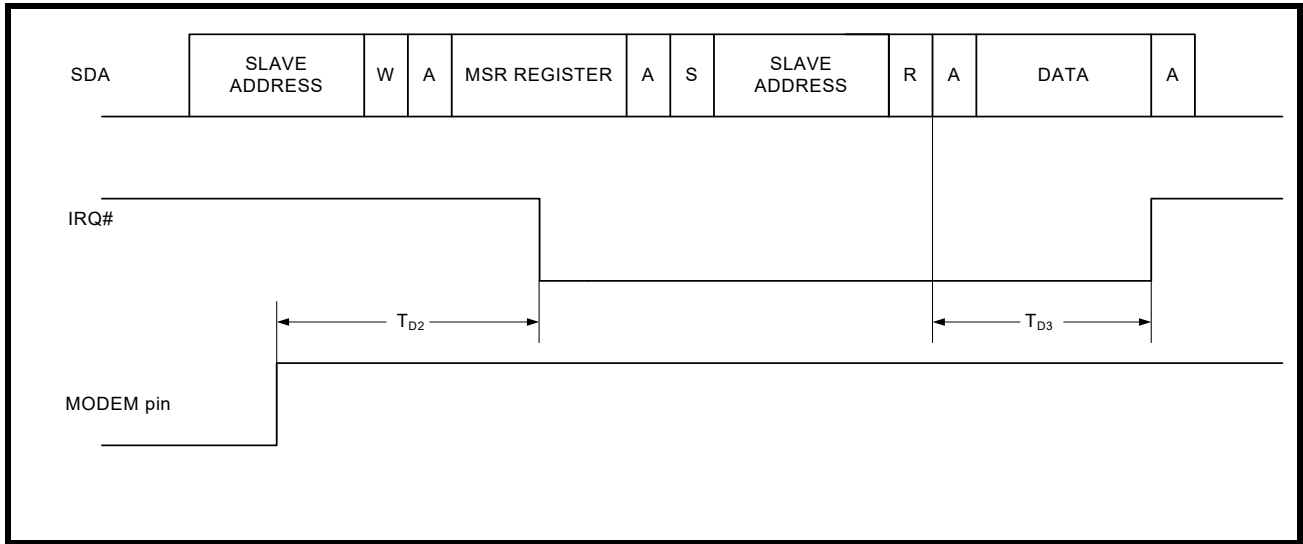 SDA
SLAVE
ADDRESS
W
A
MSR REGISTER
A
S
SLAVE
ADDRESS
R
A
DATA
A
IRQ#
TD2
TD3
MODEM pin